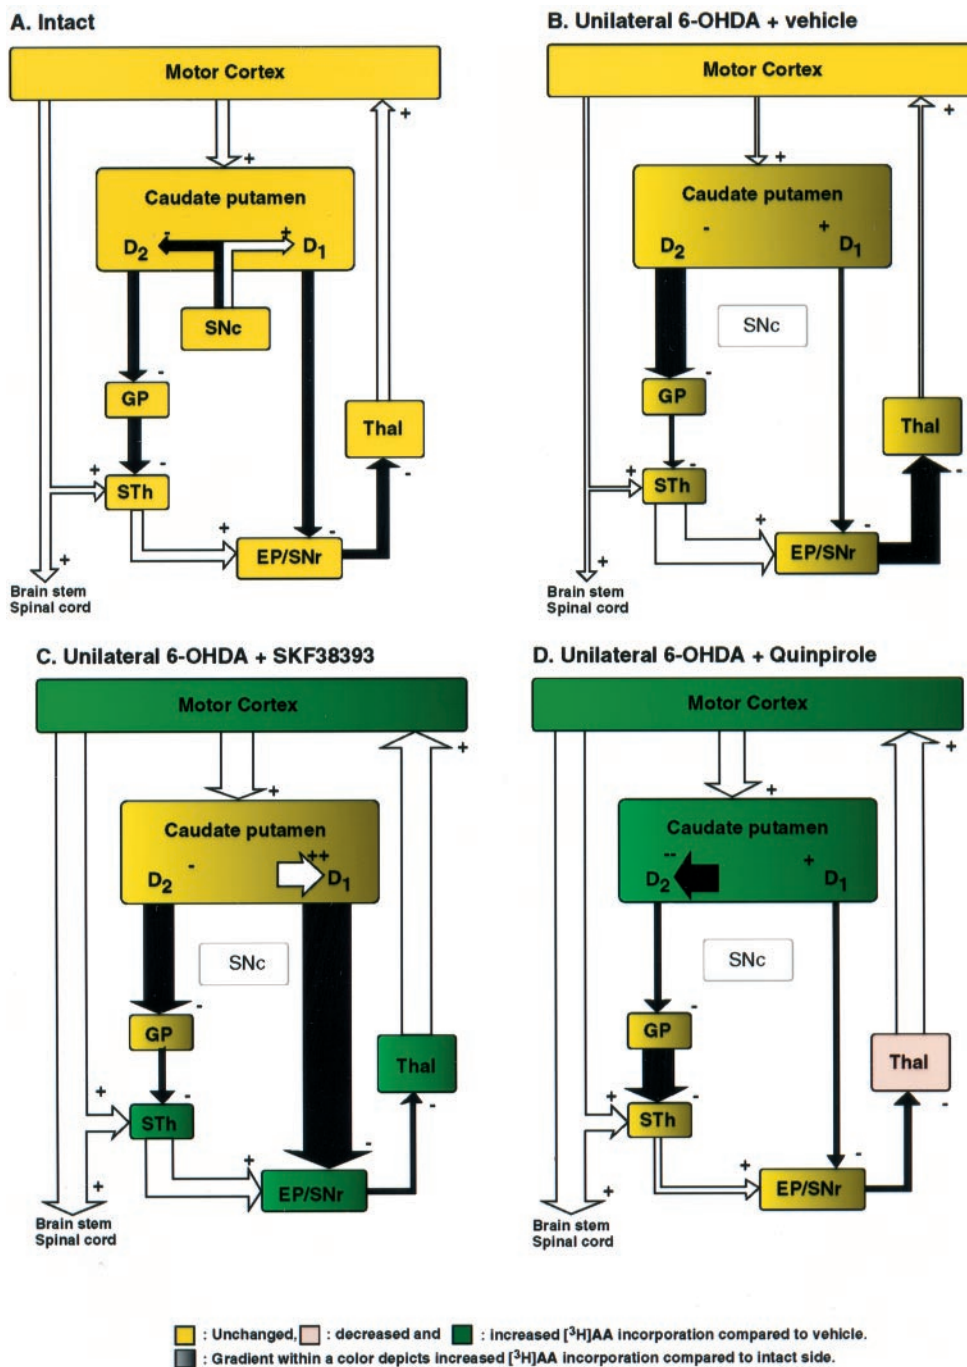 A. Intact
Motor Cortex
+
+
Caudate putamen
-
+
D2
D1
SNc
-
GP
Thal
+
-
-
STh
+
-
EP/SNr
+
Brain stem
Spinal cord
B. Unilateral 6-OHDA + vehicle
Motor Cortex
+
+
Caudate putamen
-
+
D2
D1
SNc
-
GP
Thal
+
-
-
STh
+
-
EP/SNr
+
Brain stem
Spinal cord
C. Unilateral 6-OHDA + SKF38393
Motor Cortex
+
+
Caudate putamen
-
++
D2
D1
SNc
-
GP
Thal
+
-
-
STh
+
-
EP/SNr
+
Brain stem
Spinal cord
D. Unilateral 6-OHDA + Quinpirole
Motor Cortex
+
+
Caudate putamen
--
+
D2
D1
SNc
-
GP
Thal
+
-
-
STh
+
-
EP/SNr
+
Brain stem
Spinal cord
: Unchanged, : decreased and : increased [³H]AA incorporation compared to vehicle.
: Gradient within a color depicts increased [³H]AA incorporation compared to intact side.